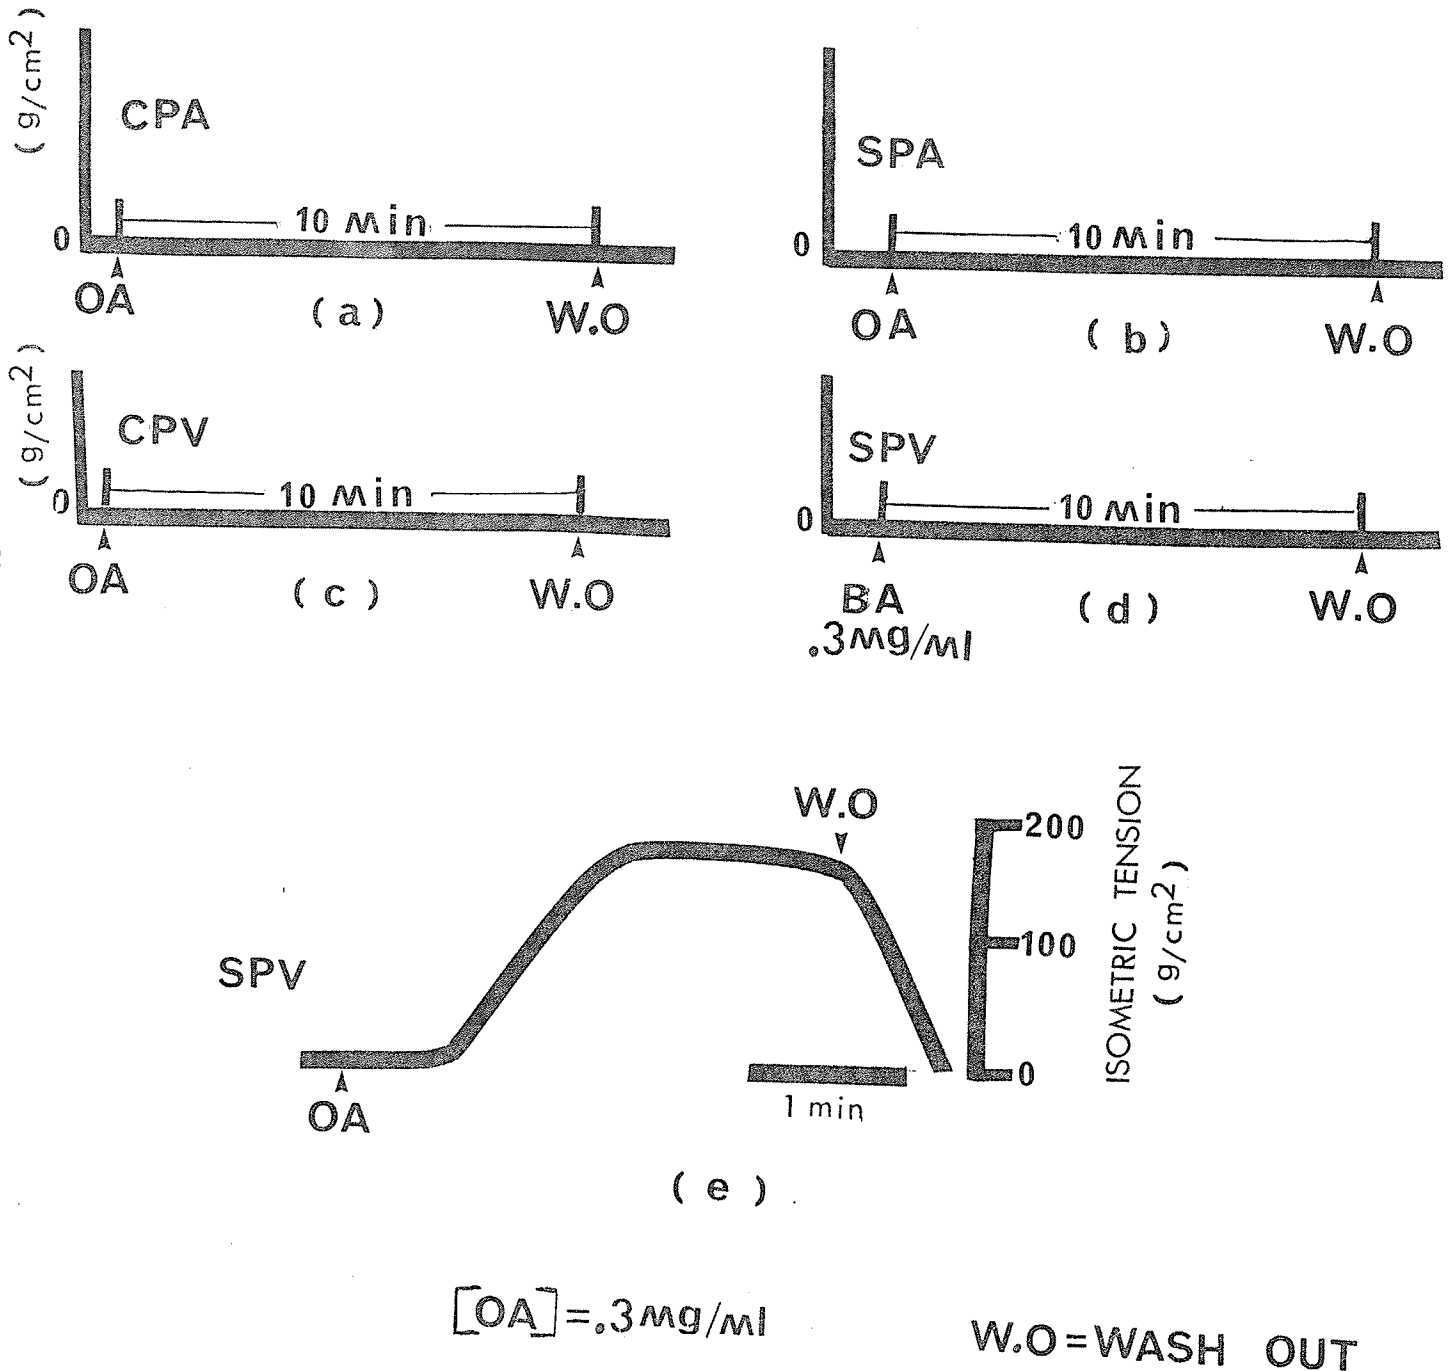 (g/cm2)
CPA
0
10 Min
OA
(a)
W.O
SPA
0
10 Min
OA
(b)
W.O
(g/cm2)
CPV
0
10 Min
OA
(c)
W.O
SPV
0
10 Min
BA
.3mg/ml
(d)
W.O
W.O
200
100
0
ISOMETRIC TENSION
(g/cm2)
SPV
OA
1 min
(e)
[OA]=.3mg/ml
W.O=WASH OUT